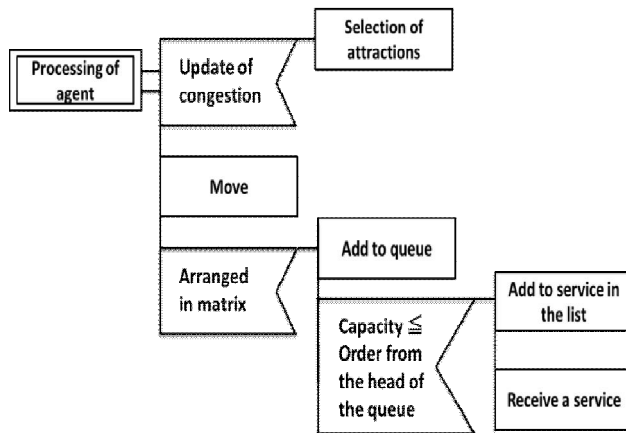 Processing of
agent
Update of
congestion
Selection of
attractions
Move
Arranged
in matrix
Add to queue
Capacity ≦
Order from
the head of
the queue
Add to service in
the list
Receive a service